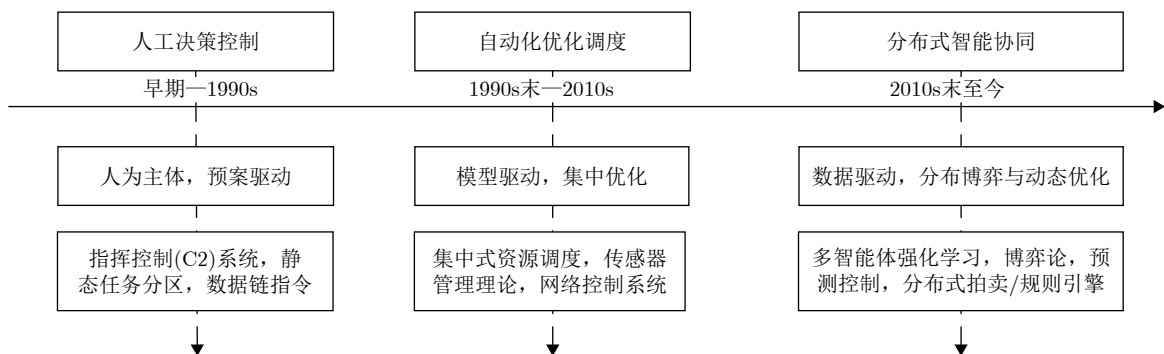 人工决策控制
自动化优化调度
分布式智能协同
早期—1990s
1990s末—2010s
2010s末至今
人为主体，预案驱动
模型驱动，集中优化
数据驱动，分布博弈与动态优化
指挥控制(C2)系统，静
态任务分区，数据链指令
集中式资源调度，传感器
管理理论，网络控制系统
多智能体强化学习，博弈论，预
测控制，分布式拍卖/规则引擎